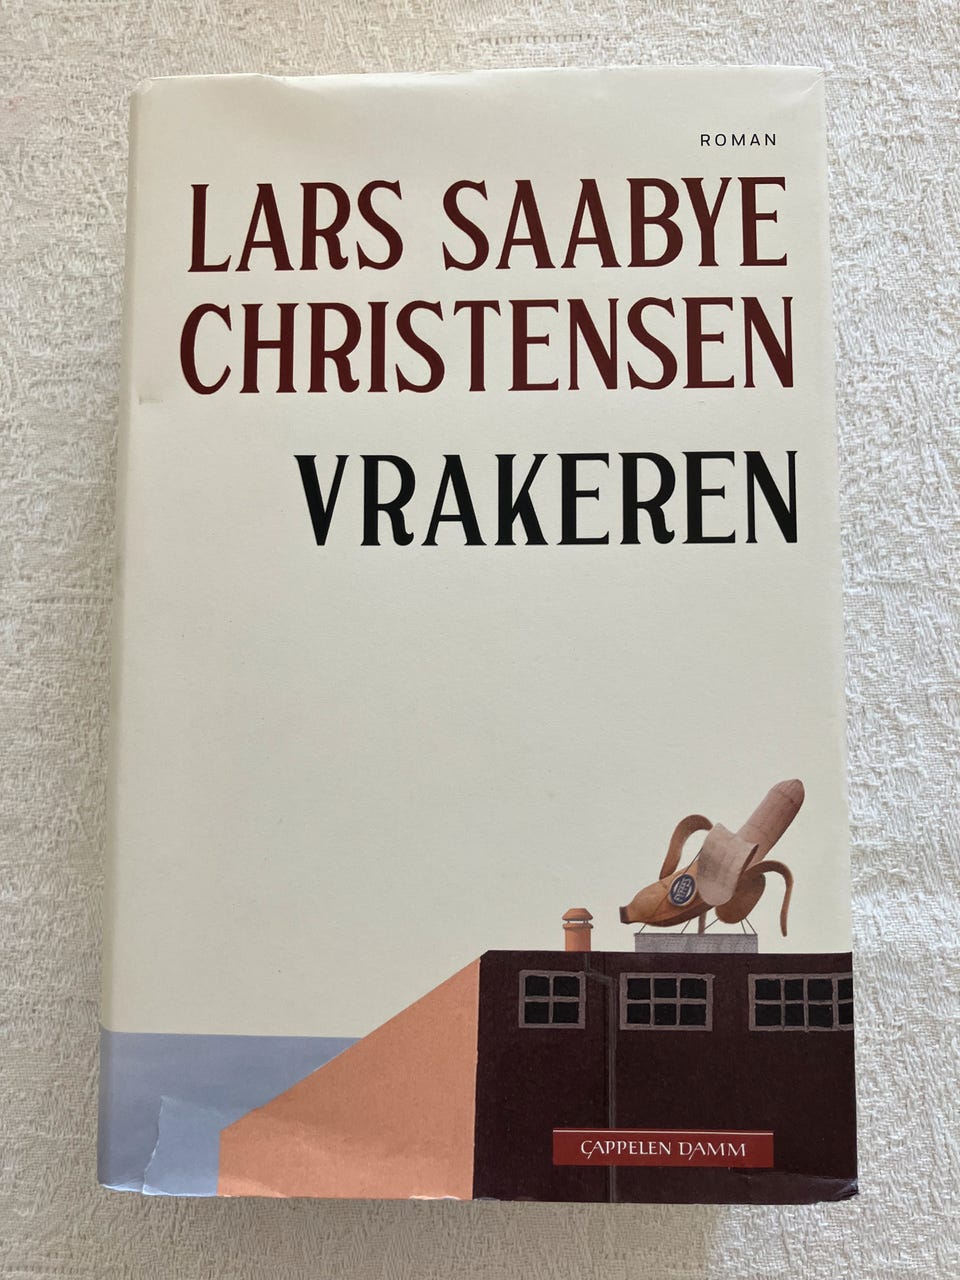 ROMAN
LARS SAABYE
CHRISTENSEN
VRAKEREN
CAPPELEN DAMM